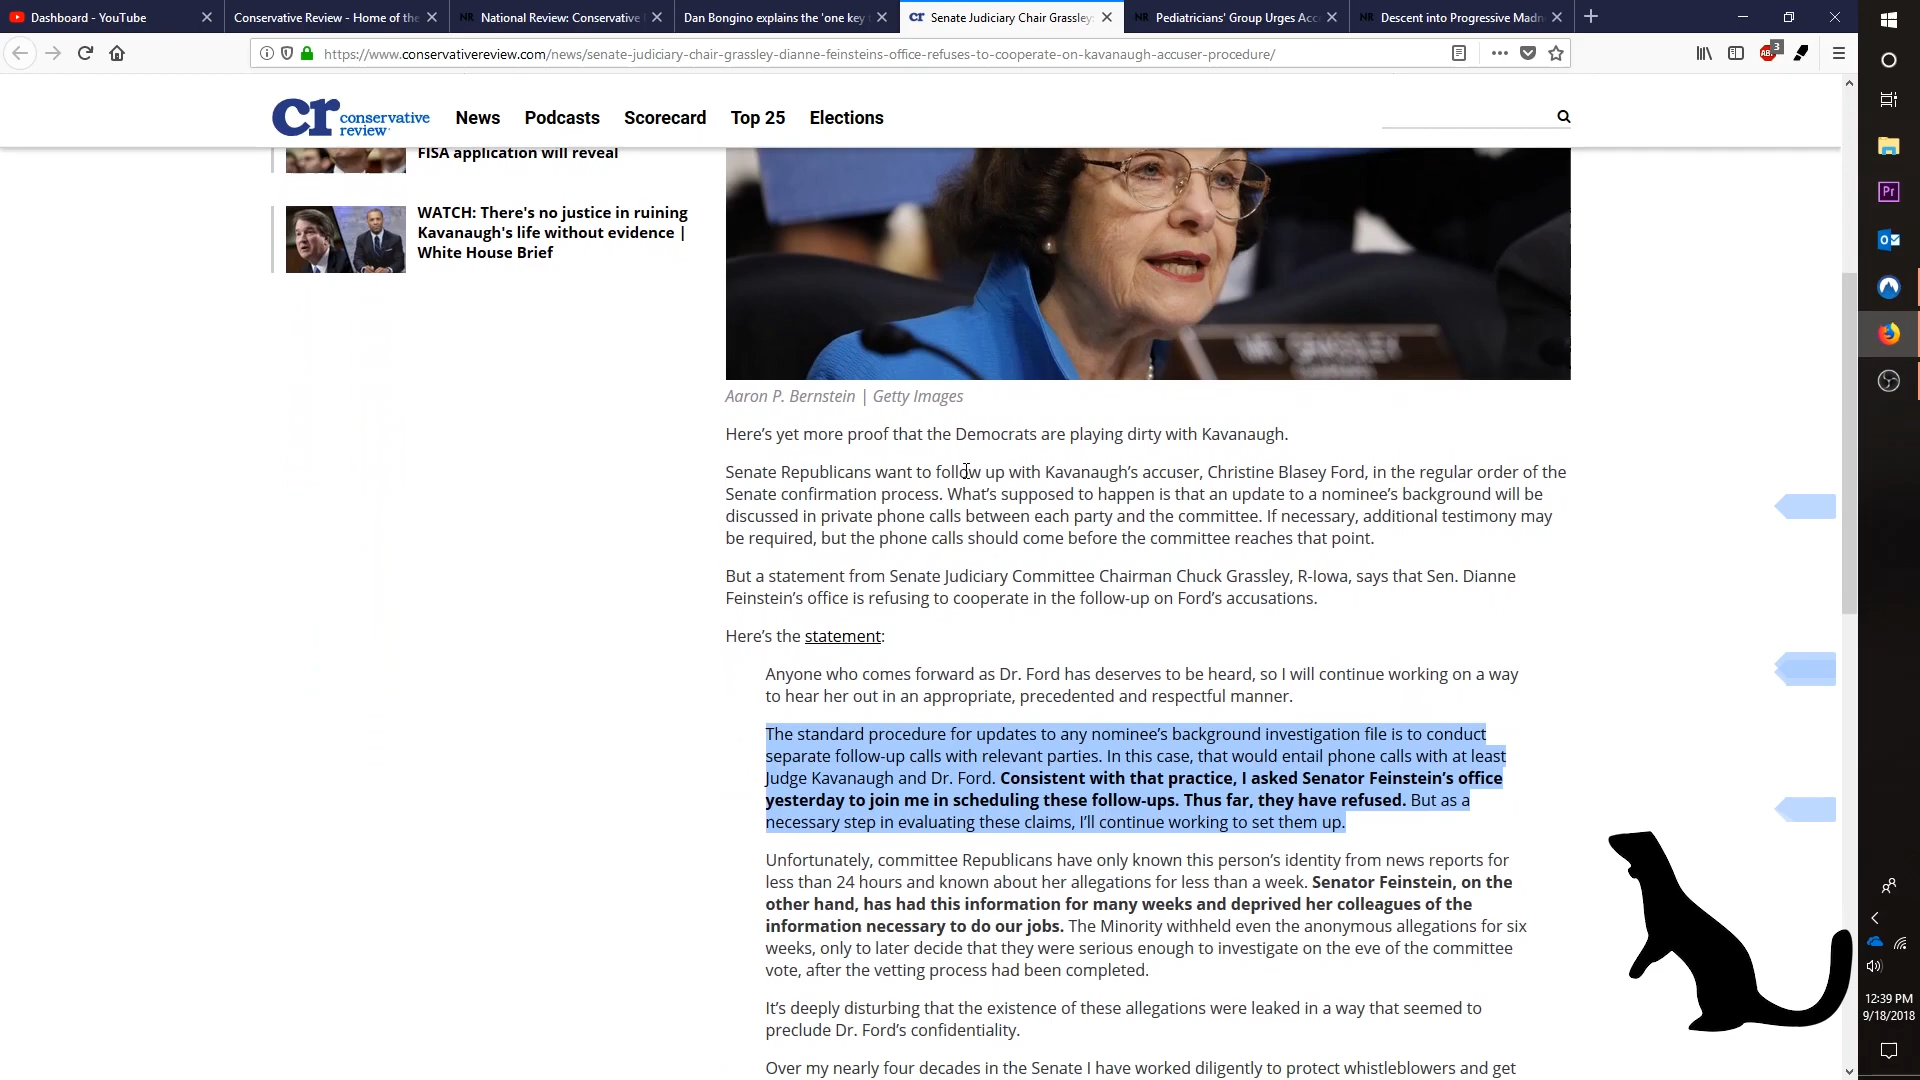 Dashboard - YouTube
Conservative Review - Home of the
National Review: Conservative
Dan Bongino explains the 'one key
Senate Judiciary Chair Grassley:
Pediatricians' Group Urges Acc
Descent into Progressive Madn
https://www.conservativereview.com/news/senate-judiciary-chair-grassley-dianne-feinsteins-office-refuses-to-cooperate-on-kavanaugh-accuser-procedure/
3
cr conservative review
News
Podcasts
Scorecard
Top 25
Elections
FISA application will reveal
WATCH: There's no justice in ruining
Kavanaugh's life without evidence |
White House Brief
MR. GRASSLEY
Aaron P. Bernstein | Getty Images
Here's yet more proof that the Democrats are playing dirty with Kavanaugh.
Senate Republicans want to follow up with Kavanaugh's accuser, Christine Blasey Ford, in the regular order of the
Senate confirmation process. What's supposed to happen is that an update to a nominee's background will be
discussed in private phone calls between each party and the committee. If necessary, additional testimony may
be required, but the phone calls should come before the committee reaches that point.
But a statement from Senate Judiciary Committee Chairman Chuck Grassley, R-Iowa, says that Sen. Dianne
Feinstein's office is refusing to cooperate in the follow-up on Ford's accusations.
Here's the statement:
Anyone who comes forward as Dr. Ford has deserves to be heard, so I will continue working on a way
to hear her out in an appropriate, precedented and respectful manner.
The standard procedure for updates to any nominee's background investigation file is to conduct
separate follow-up calls with relevant parties. In this case, that would entail phone calls with at least
Judge Kavanaugh and Dr. Ford. Consistent with that practice, I asked Senator Feinstein's office
yesterday to join me in scheduling these follow-ups. Thus far, they have refused. But as a
necessary step in evaluating these claims, I'll continue working to set them up.
Unfortunately, committee Republicans have only known this person's identity from news reports for
less than 24 hours and known about her allegations for less than a week. Senator Feinstein, on the
other hand, has had this information for many weeks and deprived her colleagues of the
information necessary to do our jobs. The Minority withheld even the anonymous allegations for six
weeks, only to later decide that they were serious enough to investigate on the eve of the committee
vote, after the vetting process had been completed.
It's deeply disturbing that the existence of these allegations were leaked in a way that seemed to
preclude Dr. Ford's confidentiality.
Over my nearly four decades in the Senate I have worked diligently to protect whistleblowers and get
12:39 PM
9/18/2018